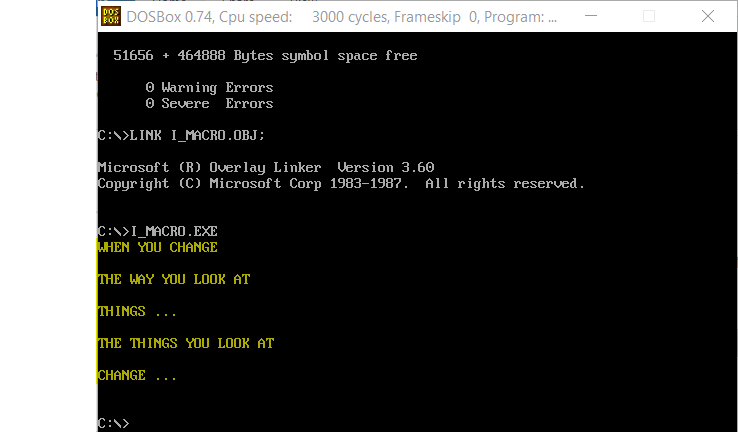 DOSBox 0.74, Cpu speed: 3000 cycles, Frameskip 0, Program: ...
51656 + 464888 Bytes symbol space free
0 Warning Errors
0 Severe Errors
C:\>LINK I_MACRO.OBJ;
Microsoft (R) Overlay Linker Version 3.60
Copyright (C) Microsoft Corp 1983-1987. All rights reserved.
C:\>I_MACRO.EXE
WHEN YOU CHANGE
THE WAY YOU LOOK AT
THINGS ...
THE THINGS YOU LOOK AT
CHANGE ...
C:\>